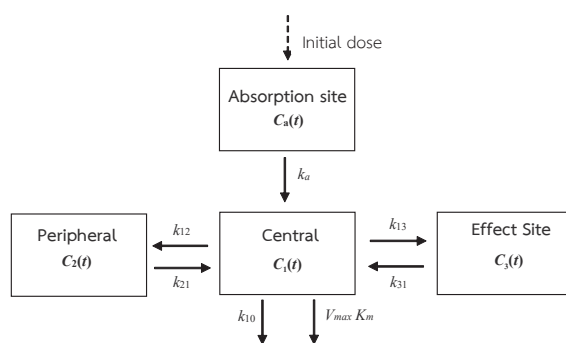 Initial dose
Absorption site
Ca(t)
ka
Peripheral
C2(t)
k12
k21
Central
C1(t)
k13
k31
Effect Site
C3(t)
k10
Vmax Km